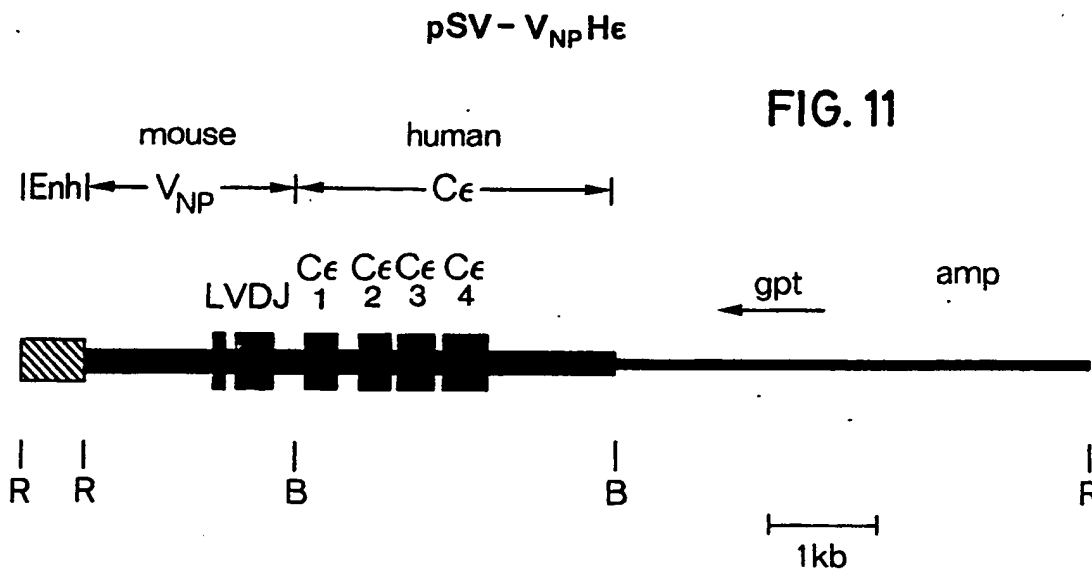 pSV-V_NP Hε
FIG. 11
mouse human
|Enh| V_NP Cε
LVDJ Cε 1 Cε 2 Cε 3 Cε 4
gpt amp
R R B B R
1kb